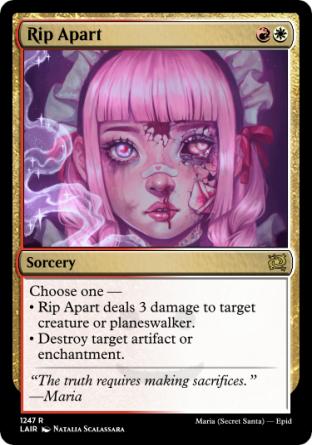 Rip Apart
Sorcery
Choose one —
• Rip Apart deals 3 damage to target
creature or planeswalker.
• Destroy target artifact or
enchantment.
“The truth requires making sacrifices.”
—Maria
1247 R
LAIR Natalia Scalassara
Maria (Secret Santa) — Epid